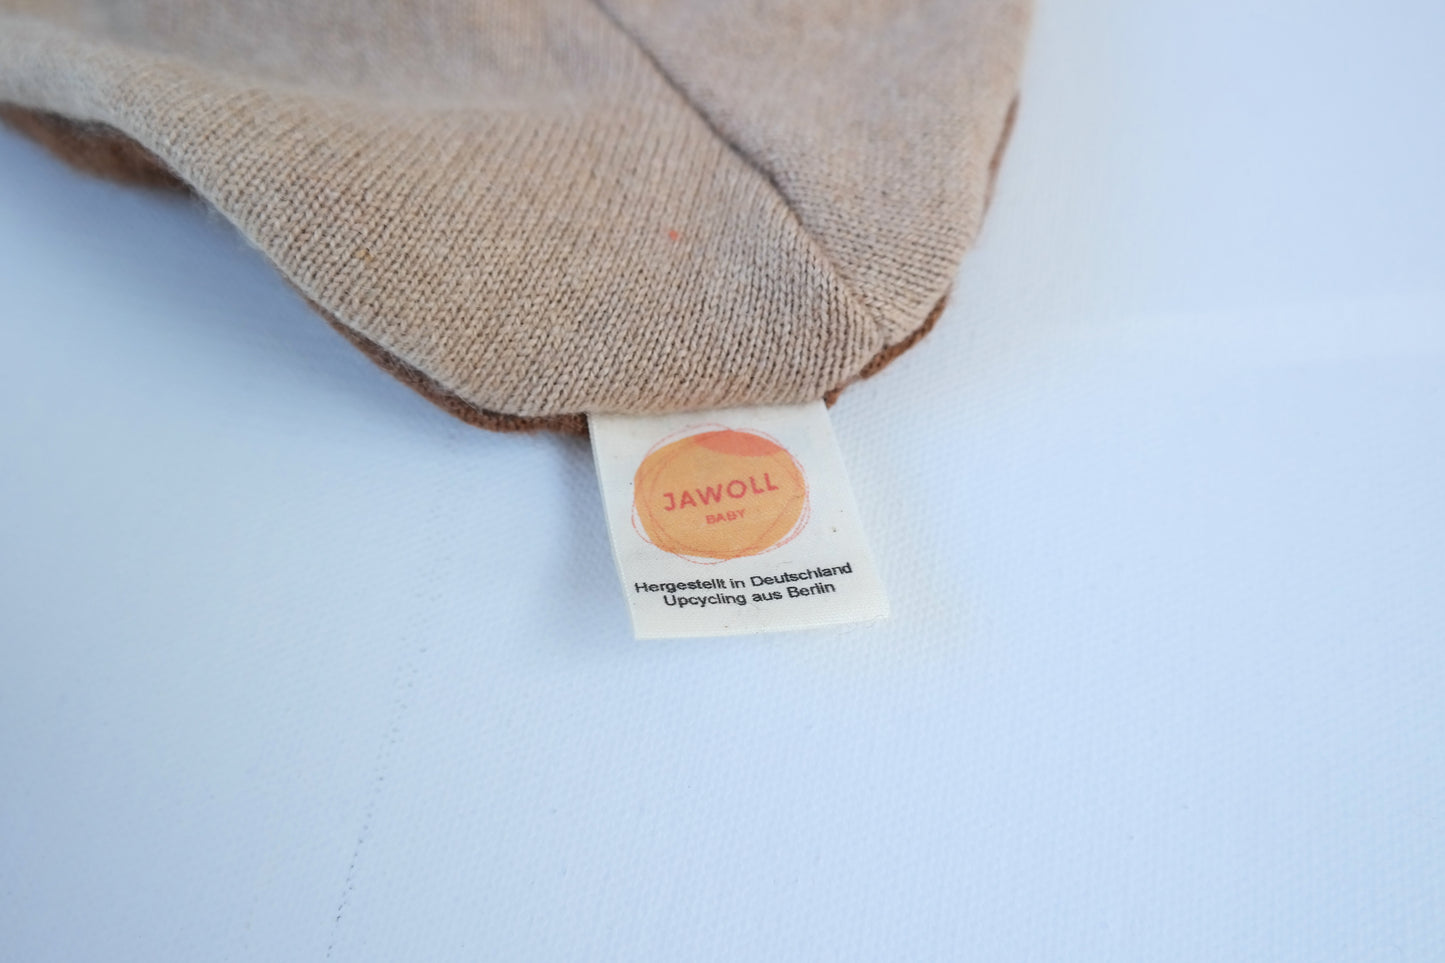 JAWOLL
BABY
Hergestellt in Deutschland
Upcycling aus Berlin